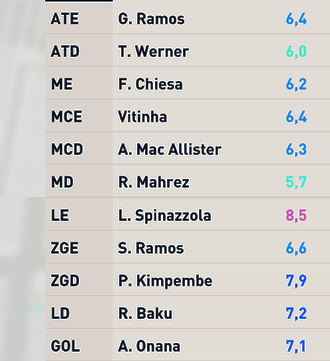 ATE G. Ramos 6,4
ATD T. Werner 6,0
ME F. Chiesa 6,2
MCE Vitinha 6,4
MCD A. Mac Allister 6,3
MD R. Mahrez 5,7
LE L. Spinazzola 8,5
ZGE S. Ramos 6,6
ZGD P. Kimpembe 7,9
LD R. Baku 7,2
GOL A. Onana 7,1